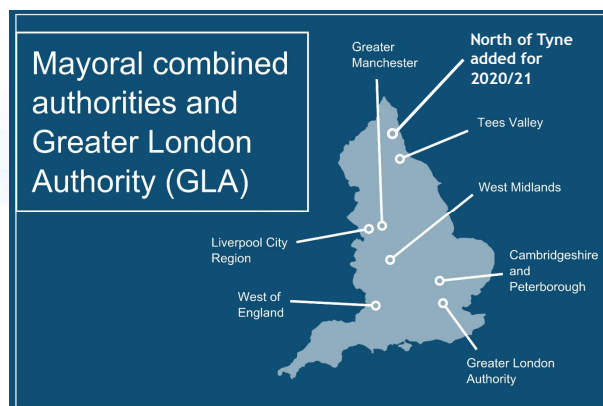 Mayoral combined
authorities and
Greater London
Authority (GLA)
Greater
Manchester
North of Tyne
added for
2020/21
Tees Valley
West Midlands
Liverpool City
Region
Cambridgeshire
and
Peterborough
West of
England
Greater London
Authority